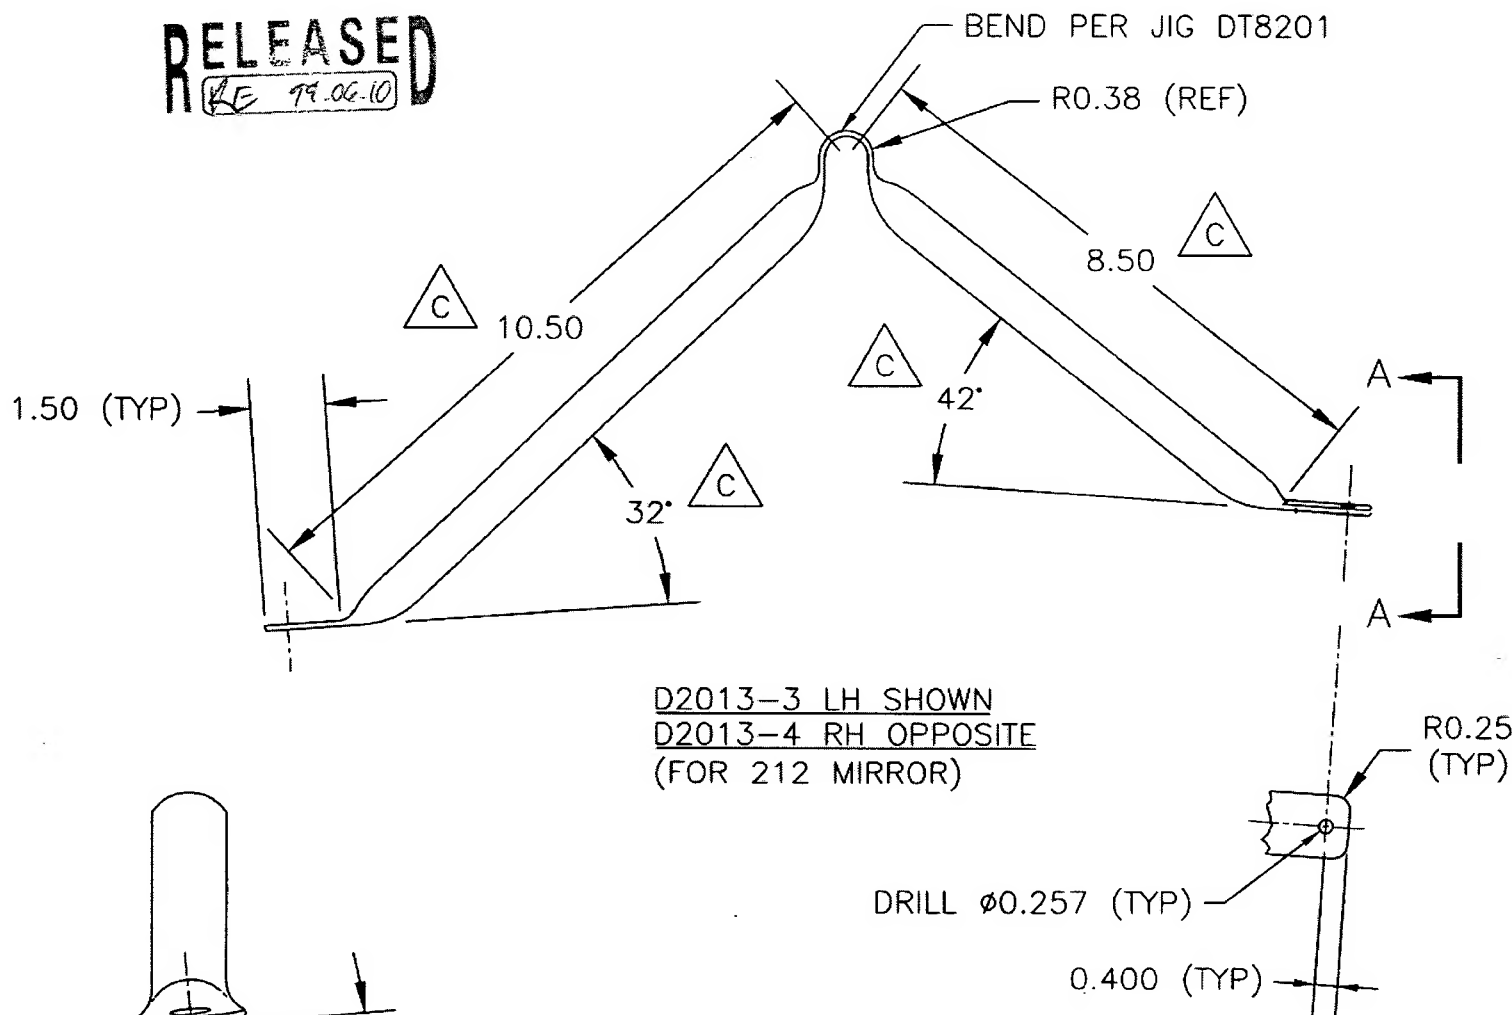 RELEASED
99.06.10
BEND PER JIG DT8201
R0.38 (REF)
C
8.50
C
10.50
C
42°
A
1.50 (TYP)
C
32°
A
D2013-3 LH SHOWN
D2013-4 RH OPPOSITE
(FOR 212 MIRROR)
R0.25
(TYP)
DRILL ø0.257 (TYP)
0.400 (TYP)